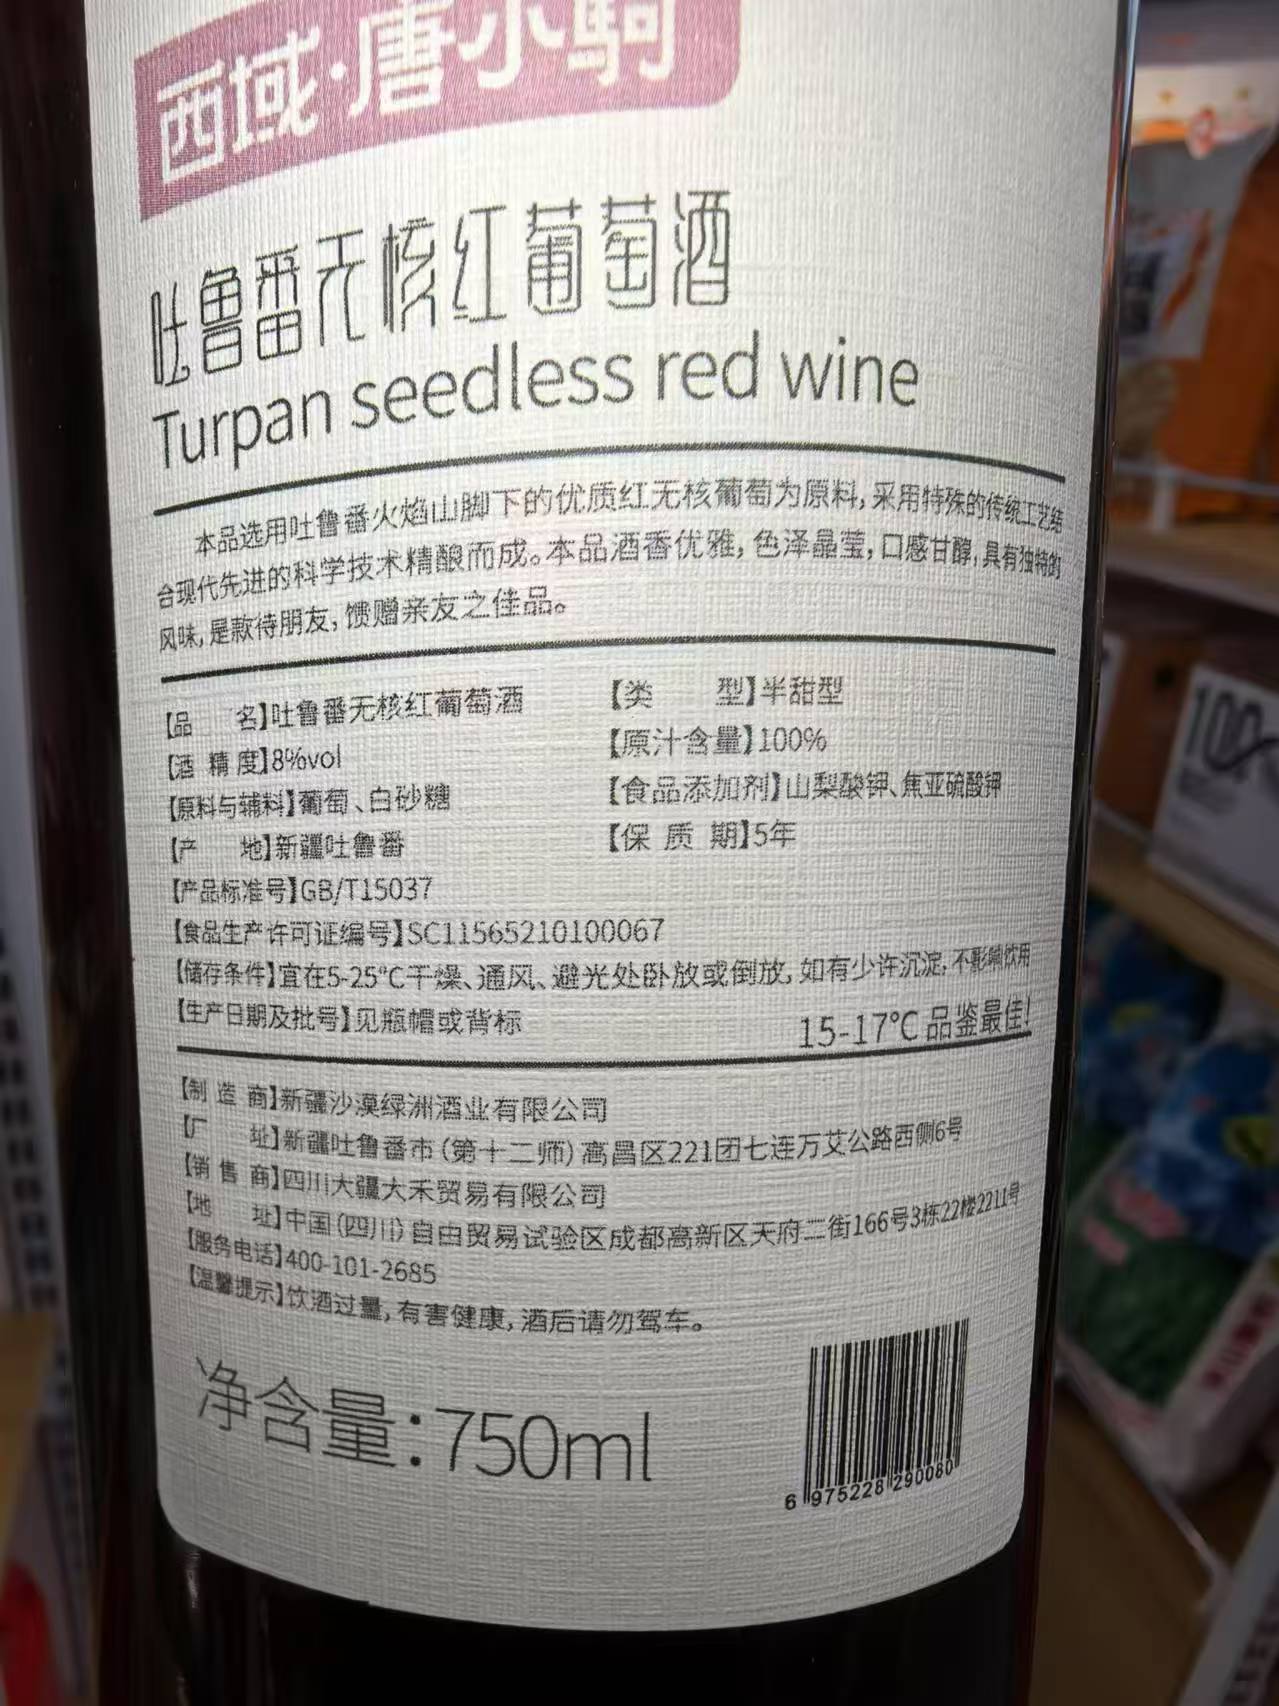 西域·唐小駒
吐鲁番无核红葡萄酒
Turpan seedless red wine
本品选用吐鲁番火焰山脚下的优质红无核葡萄为原料,采用特殊的传统工艺结
合现代先进的科学技术精酿而成。本品酒香优雅,色泽晶莹,口感甘醇,具有独特的
风味,是款待朋友,馈赠亲友之佳品。
【品 名】吐鲁番无核红葡萄酒 【类 型】半甜型
【酒 精 度】8%vol 【原汁含量】100%
【原料与辅料】葡萄、白砂糖 【食品添加剂】山梨酸钾、焦亚硫酸钾
【产 地】新疆吐鲁番 【保 质 期】5年
【产品标准号】GB/T15037
【食品生产许可证编号】SC11565210100067
【储存条件】宜在5-25°C干燥、通风、避光处卧放或倒放,如有少许沉淀,不影响饮用
【生产日期及批号】见瓶帽或背标 15-17°C品鉴最佳!
【制 造 商】新疆沙漠绿洲酒业有限公司
【厂 址】新疆吐鲁番市(第十二师)高昌区221团七连万艾公路西侧6号
【销 售 商】四川大疆大禾贸易有限公司
【地 址】中国(四川)自由贸易试验区成都高新区天府二街166号3栋22楼2211号
【服务电话】400-101-2685
【温馨提示】饮酒过量,有害健康,酒后请勿驾车。
净含量:750ml
6 975228 290080
100